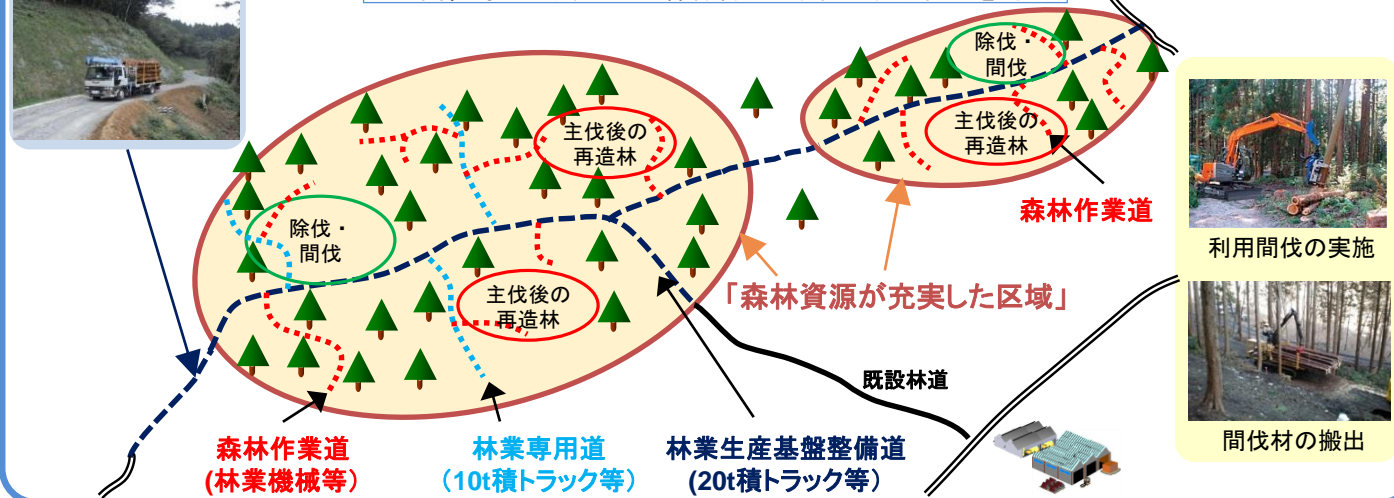 除伐・
間伐
主伐後の
再造林
主伐後の
再造林
森林作業道
利用間伐の実施
除伐・
間伐
「森林資源が充実した区域」
主伐後の
再造林
既設林道
間伐材の搬出
森林作業道
(林業機械等)
林業専用道
(10t積トラック等)
林業生産基盤整備道
(20t積トラック等)